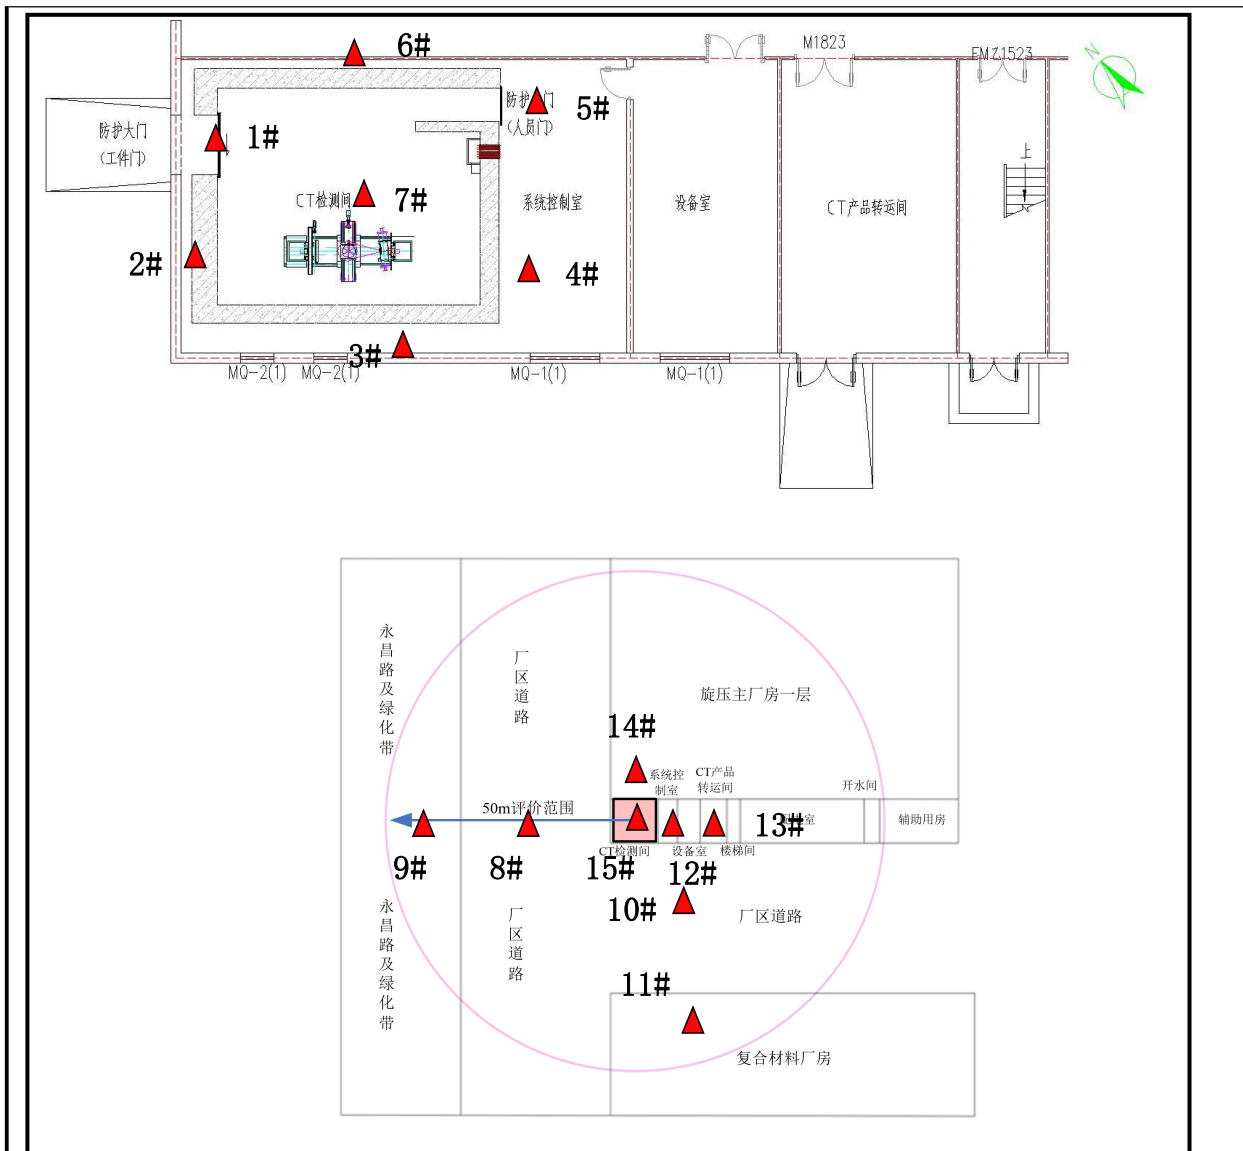 6#
M1823
FMZ1523
N
防护大门
(工件门)
1#
防护门
(人员门)
5#
上
CT检测间
7#
系统控制室
设备室
CT产品转运间
2#
4#
3#
MQ-2(1)
MQ-2(1)
MQ-1(1)
MQ-1(1)
永昌路及绿化带
厂区道路
旋压主厂房一层
14#
系统控
制室
CT产品
转运间
开水间
50m评价范围
13#
室
辅助用房
CT检测间
设备室
楼梯间
9#
8#
15#
12#
10#
厂区道路
永昌路及绿化带
厂区道路
11#
复合材料厂房